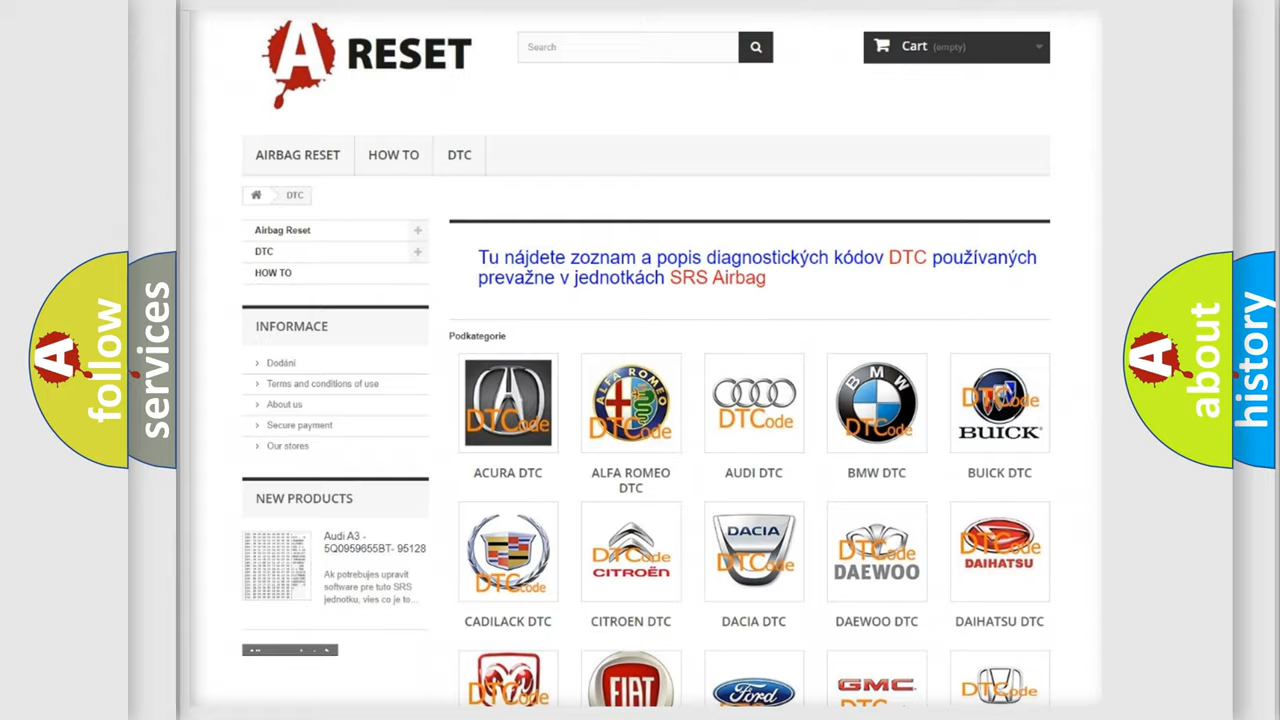 A RESET
Search
Cart (empty)
AIRBAG RESET
HOW TO
DTC
DTC
Airbag Reset
DTC
HOW TO
INFORMACE
Dodání
Terms and conditions of use
About us
Secure payment
Our stores
NEW PRODUCTS
Audi A3 -
5Q0959655BT- 95128
Ak potrebujes upravit
software pre tuto SRS
jednotku, vies co je to...
Tu nájdete zoznam a popis diagnostických kódov DTC používaných
prevažne v jednotkách SRS Airbag
Podkategorie
DTCode
ALFA ROMEO
DTCode
DTCode
BMW
DTCode
DTCode
BUICK
ACURA DTC
ALFA ROMEO
DTC
AUDI DTC
BMW DTC
BUICK DTC
DTCode
DTCode
CITROËN
DACIA
DTCode
DTCode
DAEWOO
DTCode
DAIHATSU
CADILACK DTC
CITROEN DTC
DACIA DTC
DAEWOO DTC
DAIHATSU DTC
DTCode
FIAT
Ford
GMC
DTCode
A follow
services
A about
history